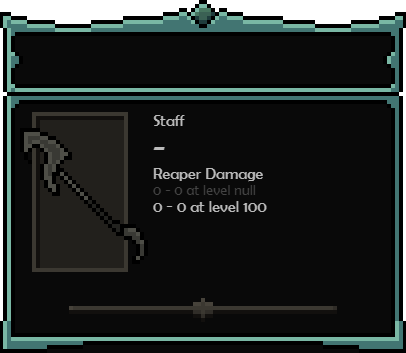 Staff
–
Reaper Damage
0 - 0 at level null
0 - 0 at level 100